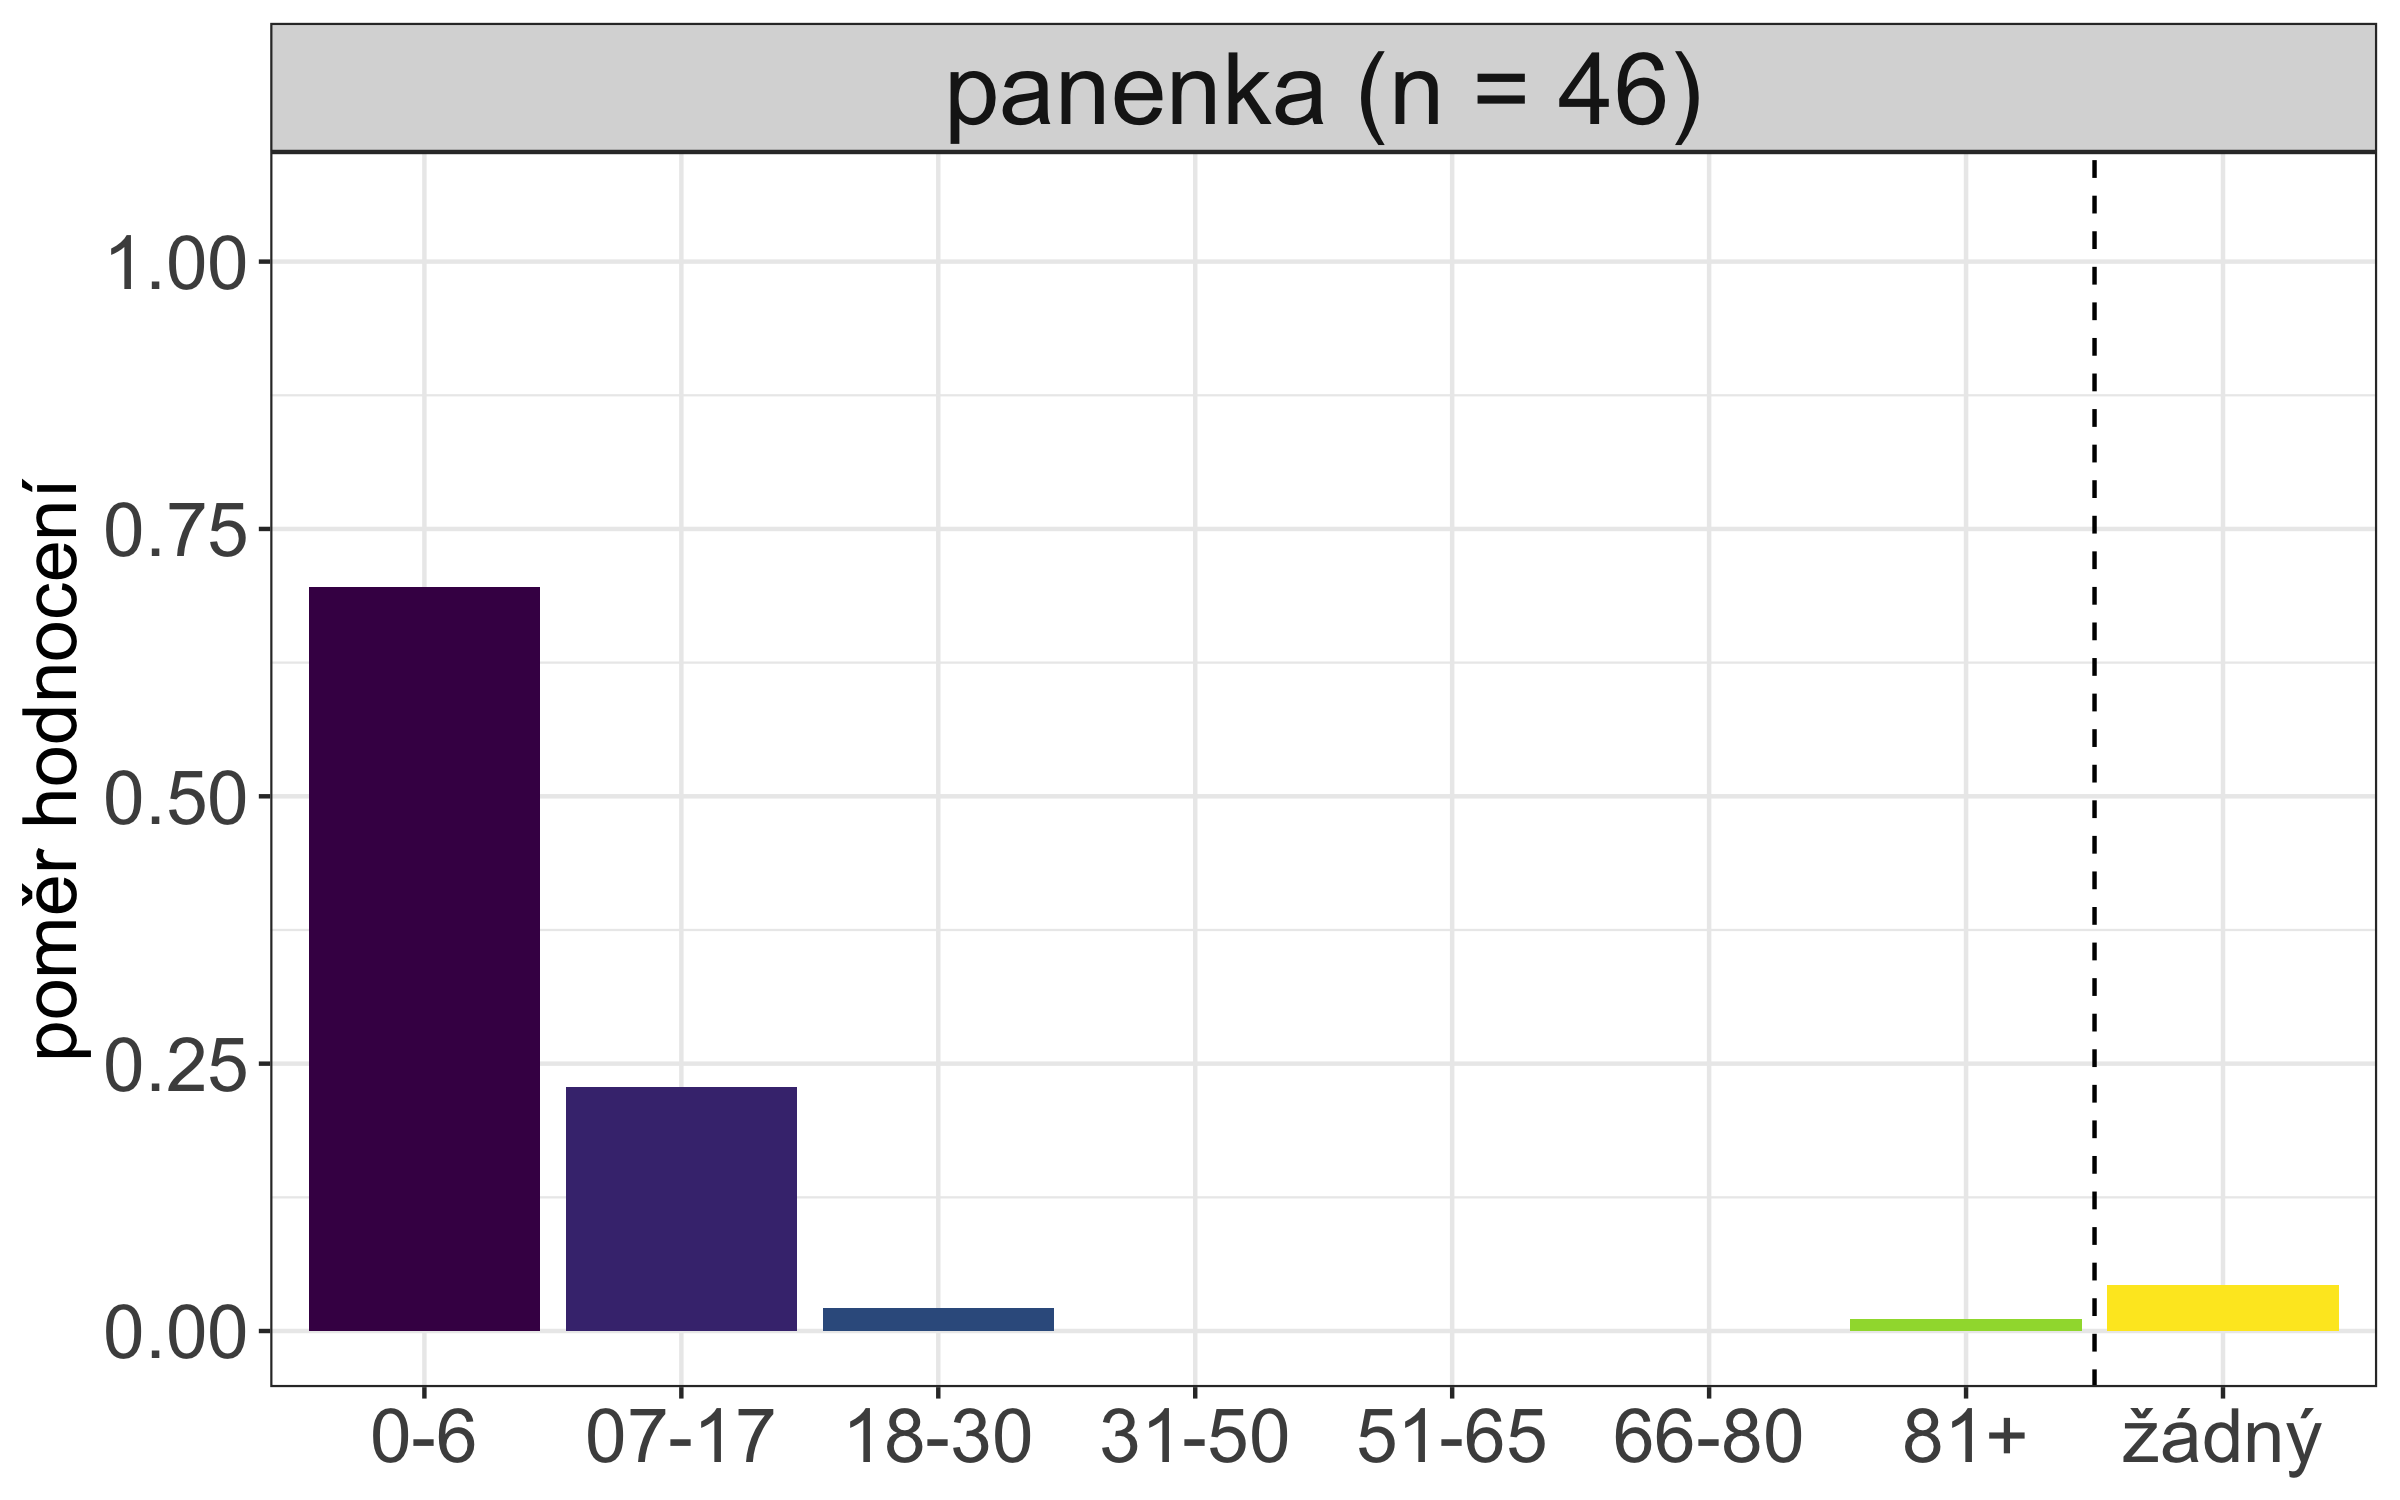 panenka (n = 46)
poměr hodnocení
1.00
0.75
0.50
0.25
0.00
0-6 07-17 18-30 31-50 51-65 66-80 81+ žádný